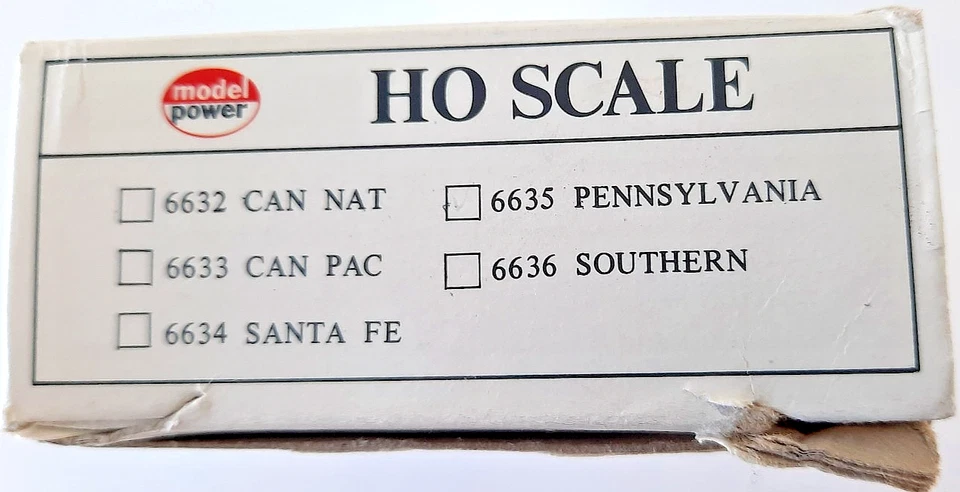 model
power
HO SCALE
6632 CAN NAT
6633 CAN PAC
6634 SANTA FE
6635 PENNSYLVANIA
6636 SOUTHERN